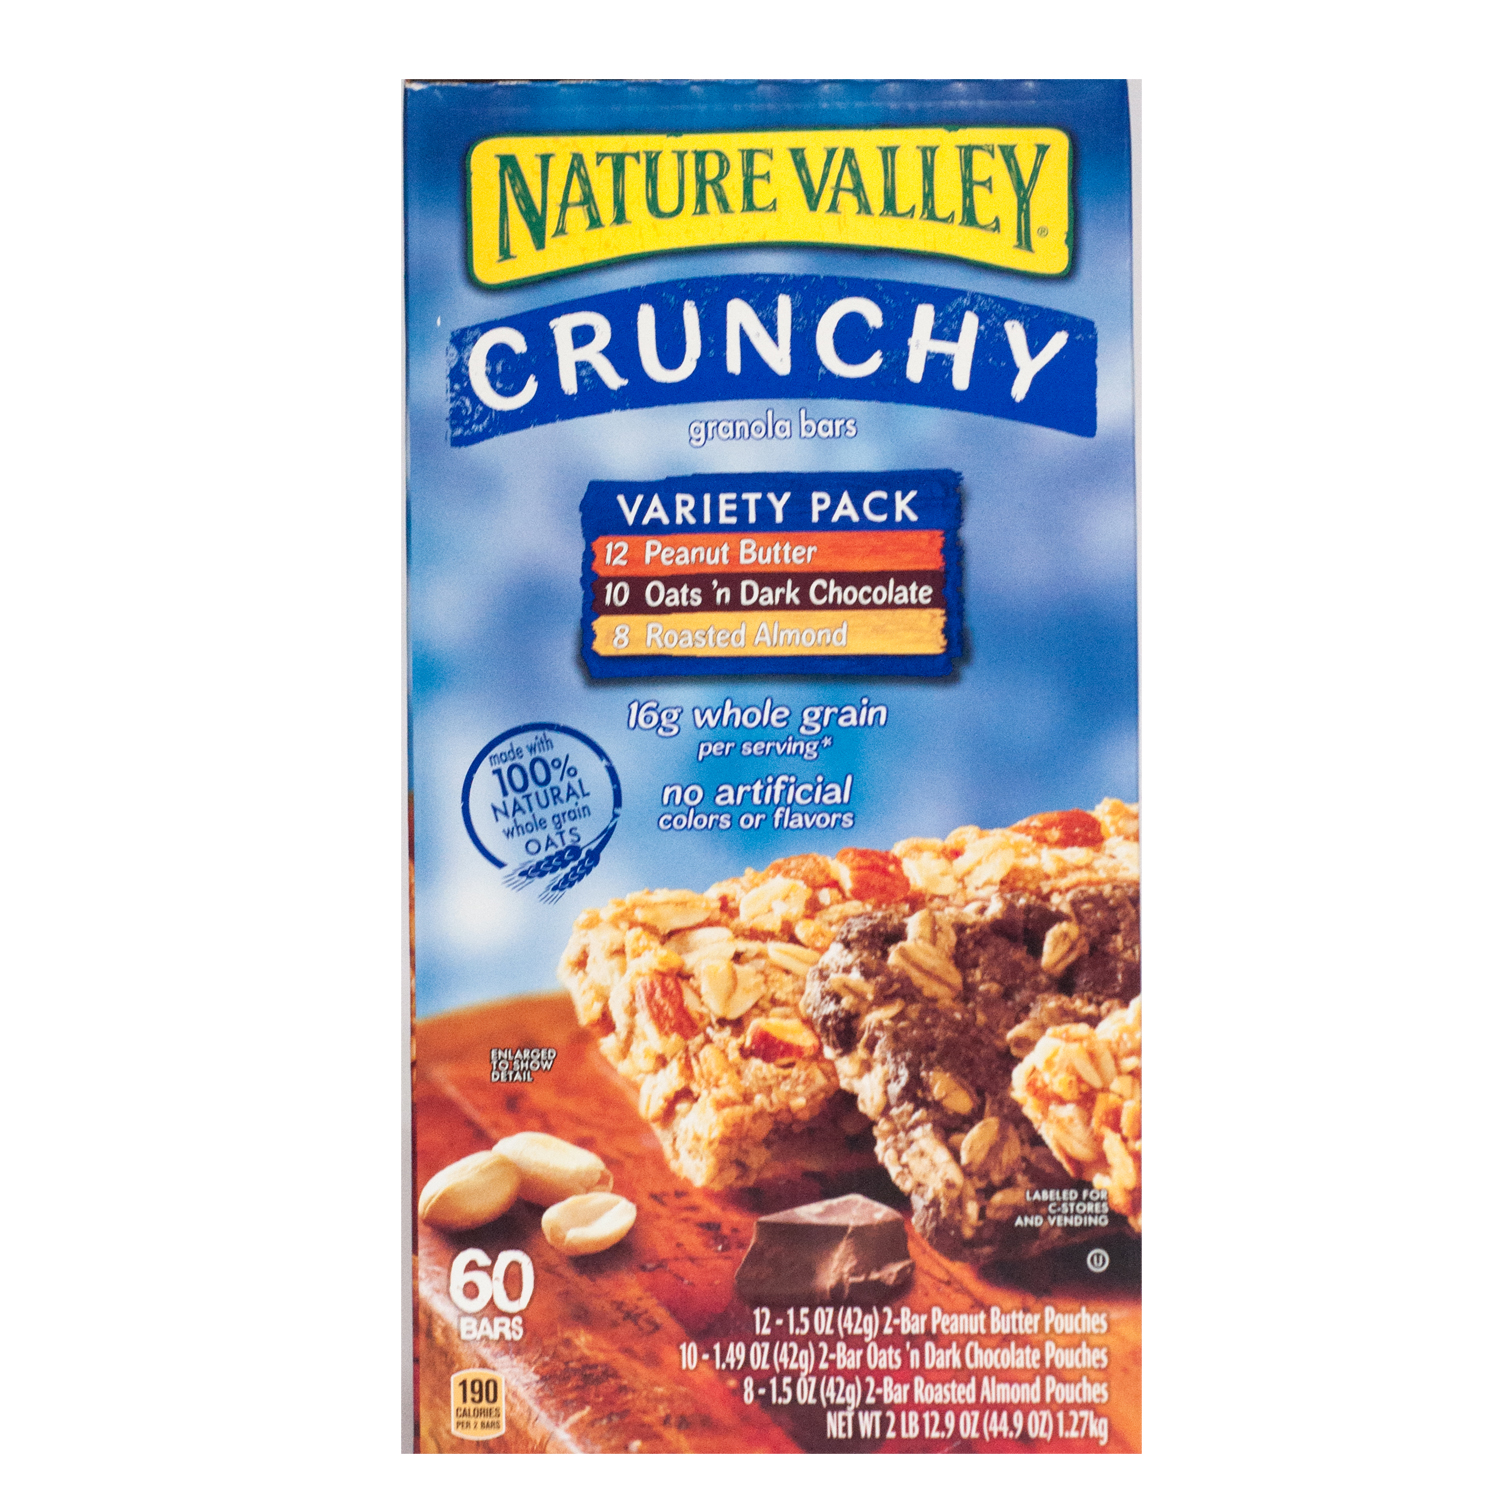 NATURE VALLEY®
CRUNCHY
granola bars
VARIETY PACK
12 Peanut Butter
10 Oats 'n Dark Chocolate
8 Roasted Almond
16g whole grain
per serving*
no artificial
colors or flavors
made with
100%
NATURAL
whole grain
OATS
ENLARGED
TO SHOW
DETAIL
LABELED FOR
C-STORES
AND VENDING
U
60
BARS
190
CALORIES
PER 2 BARS
12 - 1.5 OZ (42g) 2-Bar Peanut Butter Pouches
10 - 1.49 OZ (42g) 2-Bar Oats 'n Dark Chocolate Pouches
8 - 1.5 OZ (42g) 2-Bar Roasted Almond Pouches
NET WT 2 LB 12.9 OZ (44.9 OZ) 1.27kg